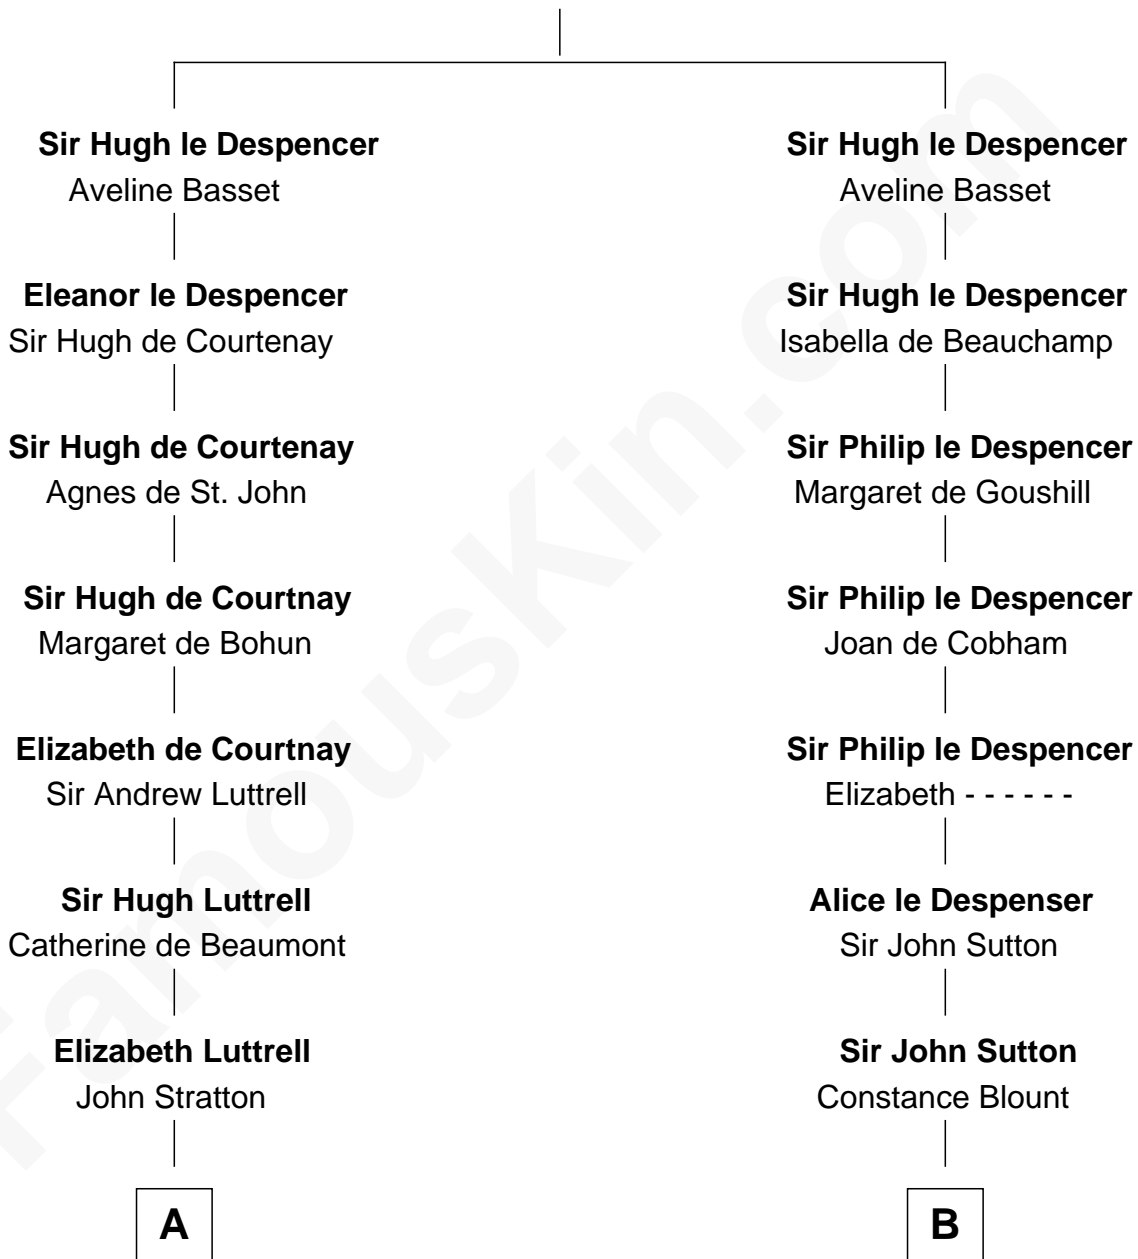 Sir Hugh le Despencer
Aveline Basset
Eleanor le Despencer
Sir Hugh de Courtenay
Sir Hugh de Courtenay
Agnes de St. John
Sir Hugh de Courtnay
Margaret de Bohun
Elizabeth de Courtnay
Sir Andrew Luttrell
Sir Hugh Luttrell
Catherine de Beaumont
Elizabeth Luttrell
John Stratton
A
Sir Hugh le Despencer
Aveline Basset
Sir Hugh le Despencer
Isabella de Beauchamp
Sir Philip le Despencer
Margaret de Goushill
Sir Philip le Despencer
Joan de Cobham
Sir Philip le Despencer
Elizabeth - - - - - -
Alice le Despenser
Sir John Sutton
Sir John Sutton
Constance Blount
B
FamousKin.com